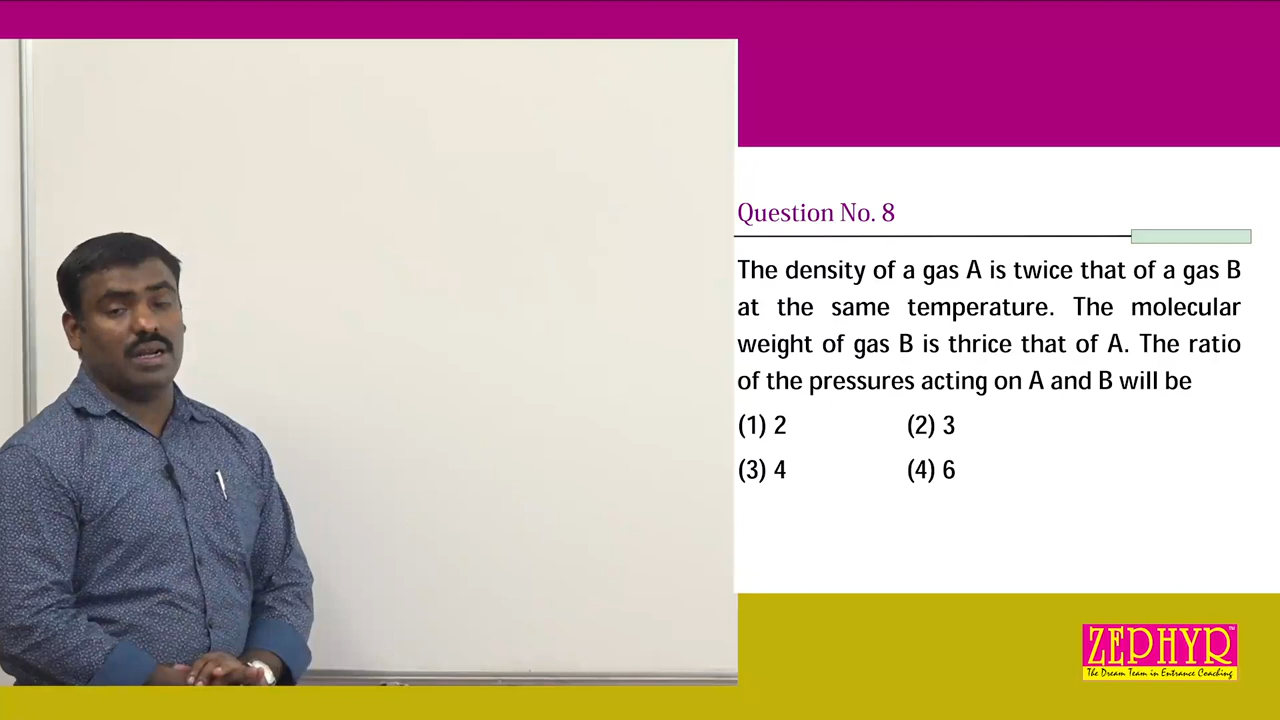 Question No. 8
The density of a gas A is twice that of a gas B
at the same temperature. The molecular
weight of gas B is thrice that of A. The ratio
of the pressures acting on A and B will be
(1) 2 (2) 3
(3) 4 (4) 6
ZEPHYR™
The Dream Team in Entrance Coaching